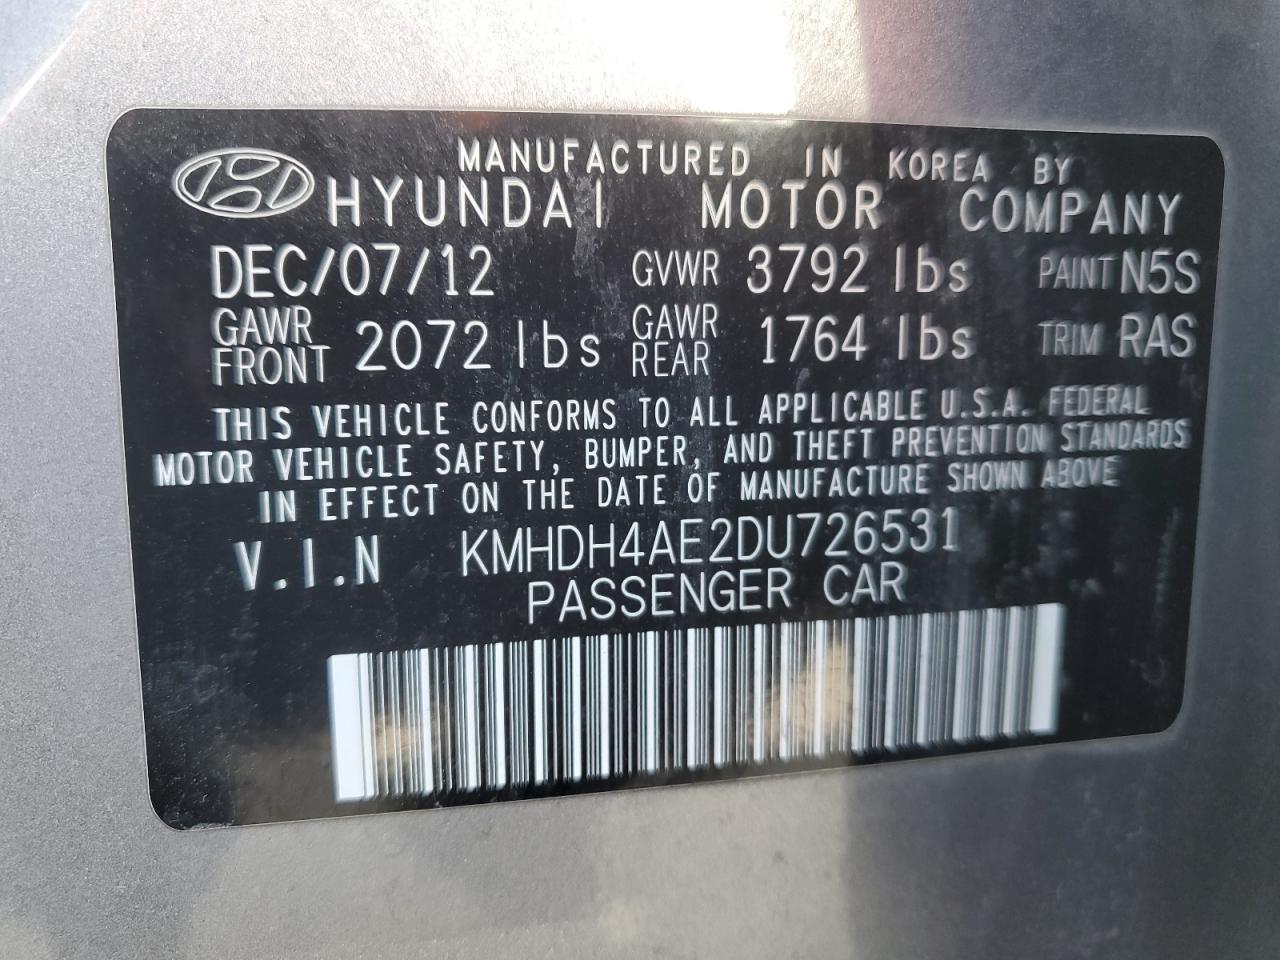 MANUFACTURED IN KOREA BY
HYUNDAI MOTOR COMPANY
DEC/07/12 GVWR 3792 lbs PAINT N5S
GAWR FRONT 2072 lbs GAWR REAR 1764 lbs TRIM RAS
THIS VEHICLE CONFORMS TO ALL APPLICABLE U.S.A. FEDERAL
MOTOR VEHICLE SAFETY, BUMPER, AND THEFT PREVENTION STANDARDS
IN EFFECT ON THE DATE OF MANUFACTURE SHOWN ABOVE
V.I.N KMHDH4AE2DU726531
PASSENGER CAR